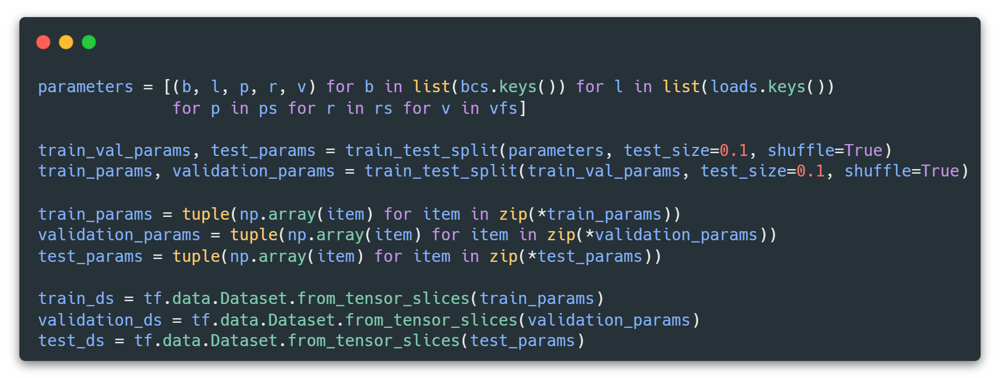 parameters = [(b, l, p, r, v) for b in list(bcs.keys()) for l in list(loads.keys())
              for p in ps for r in rs for v in vfs]
train_val_params, test_params = train_test_split(parameters, test_size=0.1, shuffle=True)
train_params, validation_params = train_test_split(train_val_params, test_size=0.1, shuffle=True)
train_params = tuple(np.array(item) for item in zip(*train_params))
validation_params = tuple(np.array(item) for item in zip(*validation_params))
test_params = tuple(np.array(item) for item in zip(*test_params))
train_ds = tf.data.Dataset.from_tensor_slices(train_params)
validation_ds = tf.data.Dataset.from_tensor_slices(validation_params)
test_ds = tf.data.Dataset.from_tensor_slices(test_params)